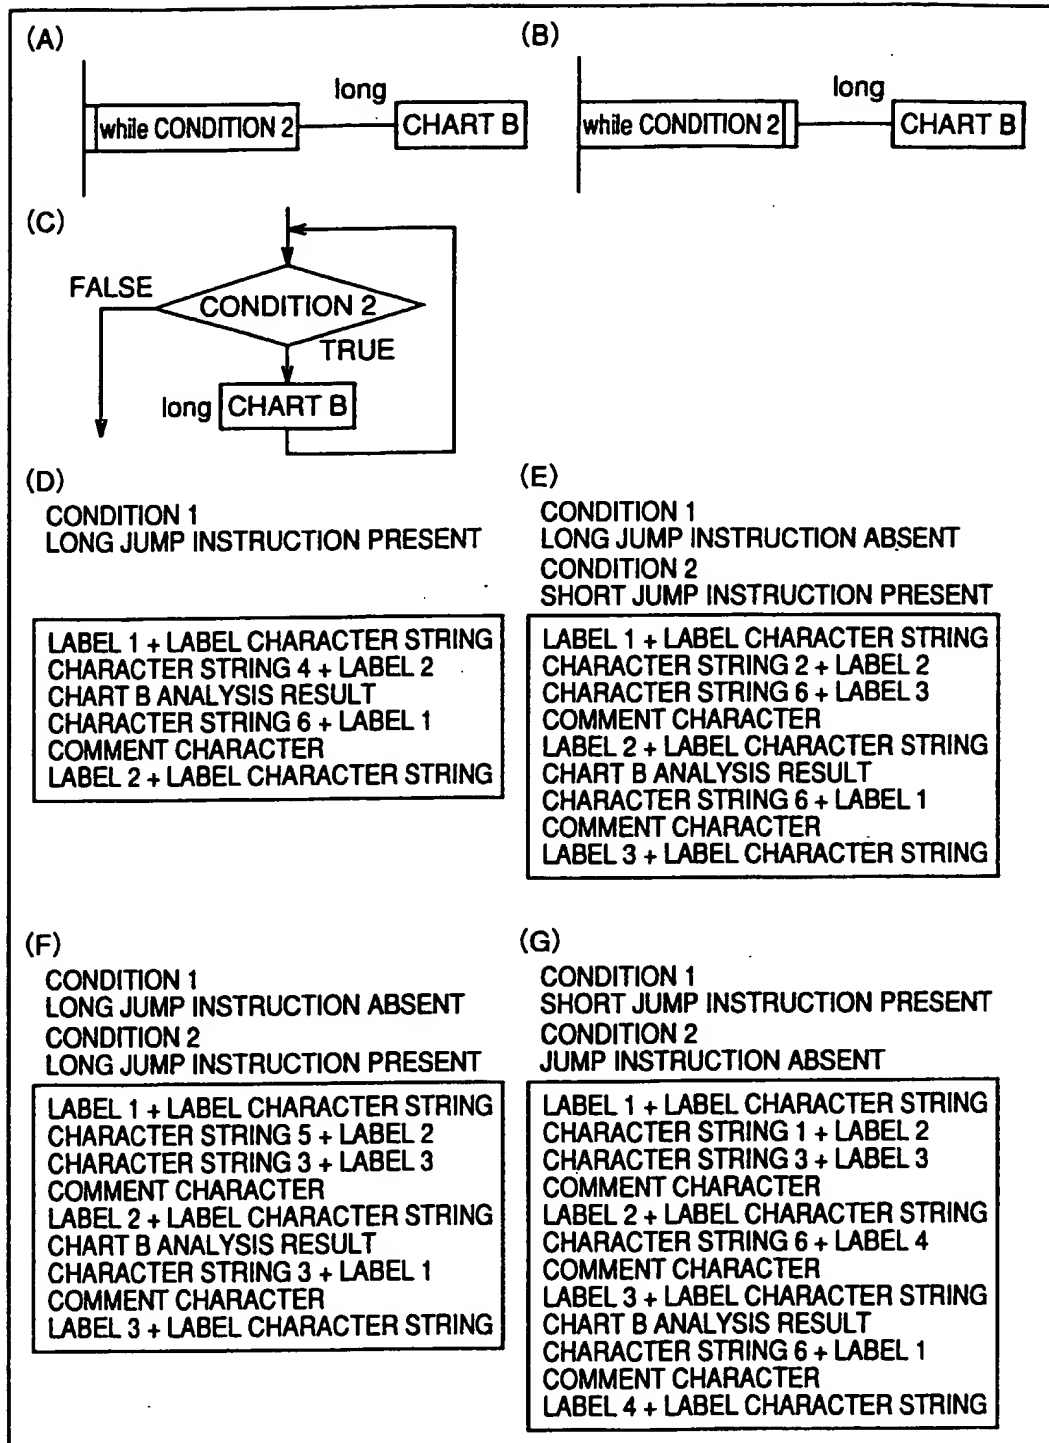 (A)
long
while CONDITION 2
CHART B
(B)
long
while CONDITION 2
CHART B
(C)
FALSE
CONDITION 2
TRUE
long
CHART B
(D)
CONDITION 1
LONG JUMP INSTRUCTION PRESENT
LABEL 1 + LABEL CHARACTER STRING
CHARACTER STRING 4 + LABEL 2
CHART B ANALYSIS RESULT
CHARACTER STRING 6 + LABEL 1
COMMENT CHARACTER
LABEL 2 + LABEL CHARACTER STRING
(E)
CONDITION 1
LONG JUMP INSTRUCTION ABSENT
CONDITION 2
SHORT JUMP INSTRUCTION PRESENT
LABEL 1 + LABEL CHARACTER STRING
CHARACTER STRING 2 + LABEL 2
CHARACTER STRING 6 + LABEL 3
COMMENT CHARACTER
LABEL 2 + LABEL CHARACTER STRING
CHART B ANALYSIS RESULT
CHARACTER STRING 6 + LABEL 1
COMMENT CHARACTER
LABEL 3 + LABEL CHARACTER STRING
(F)
CONDITION 1
LONG JUMP INSTRUCTION ABSENT
CONDITION 2
LONG JUMP INSTRUCTION PRESENT
LABEL 1 + LABEL CHARACTER STRING
CHARACTER STRING 5 + LABEL 2
CHARACTER STRING 3 + LABEL 3
COMMENT CHARACTER
LABEL 2 + LABEL CHARACTER STRING
CHART B ANALYSIS RESULT
CHARACTER STRING 3 + LABEL 1
COMMENT CHARACTER
LABEL 3 + LABEL CHARACTER STRING
(G)
CONDITION 1
SHORT JUMP INSTRUCTION PRESENT
CONDITION 2
JUMP INSTRUCTION ABSENT
LABEL 1 + LABEL CHARACTER STRING
CHARACTER STRING 1 + LABEL 2
CHARACTER STRING 3 + LABEL 3
COMMENT CHARACTER
LABEL 2 + LABEL CHARACTER STRING
CHARACTER STRING 6 + LABEL 4
COMMENT CHARACTER
LABEL 3 + LABEL CHARACTER STRING
CHART B ANALYSIS RESULT
CHARACTER STRING 6 + LABEL 1
COMMENT CHARACTER
LABEL 4 + LABEL CHARACTER STRING